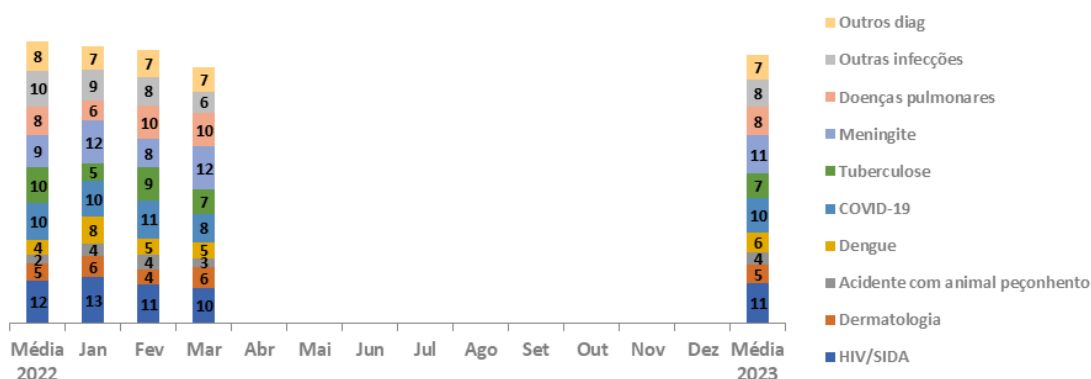 8 7 7 7 7
10 9 8 6 8
8 6 10 10 8
9 12 8 12 11
10 5 9 7 7
10 10 11 8 10
4 8 5 5 6
2 4 4 3 4
5 6 4 6 5
12 13 11 10 11
Média 2022 Jan Fev Mar Abr Mai Jun Jul Ago Set Out Nov Dez Média 2023
Outros diag
Outras infecções
Doenças pulmonares
Meningite
Tuberculose
COVID-19
Dengue
Acidente com animal peçonhento
Dermatologia
HIV/SIDA